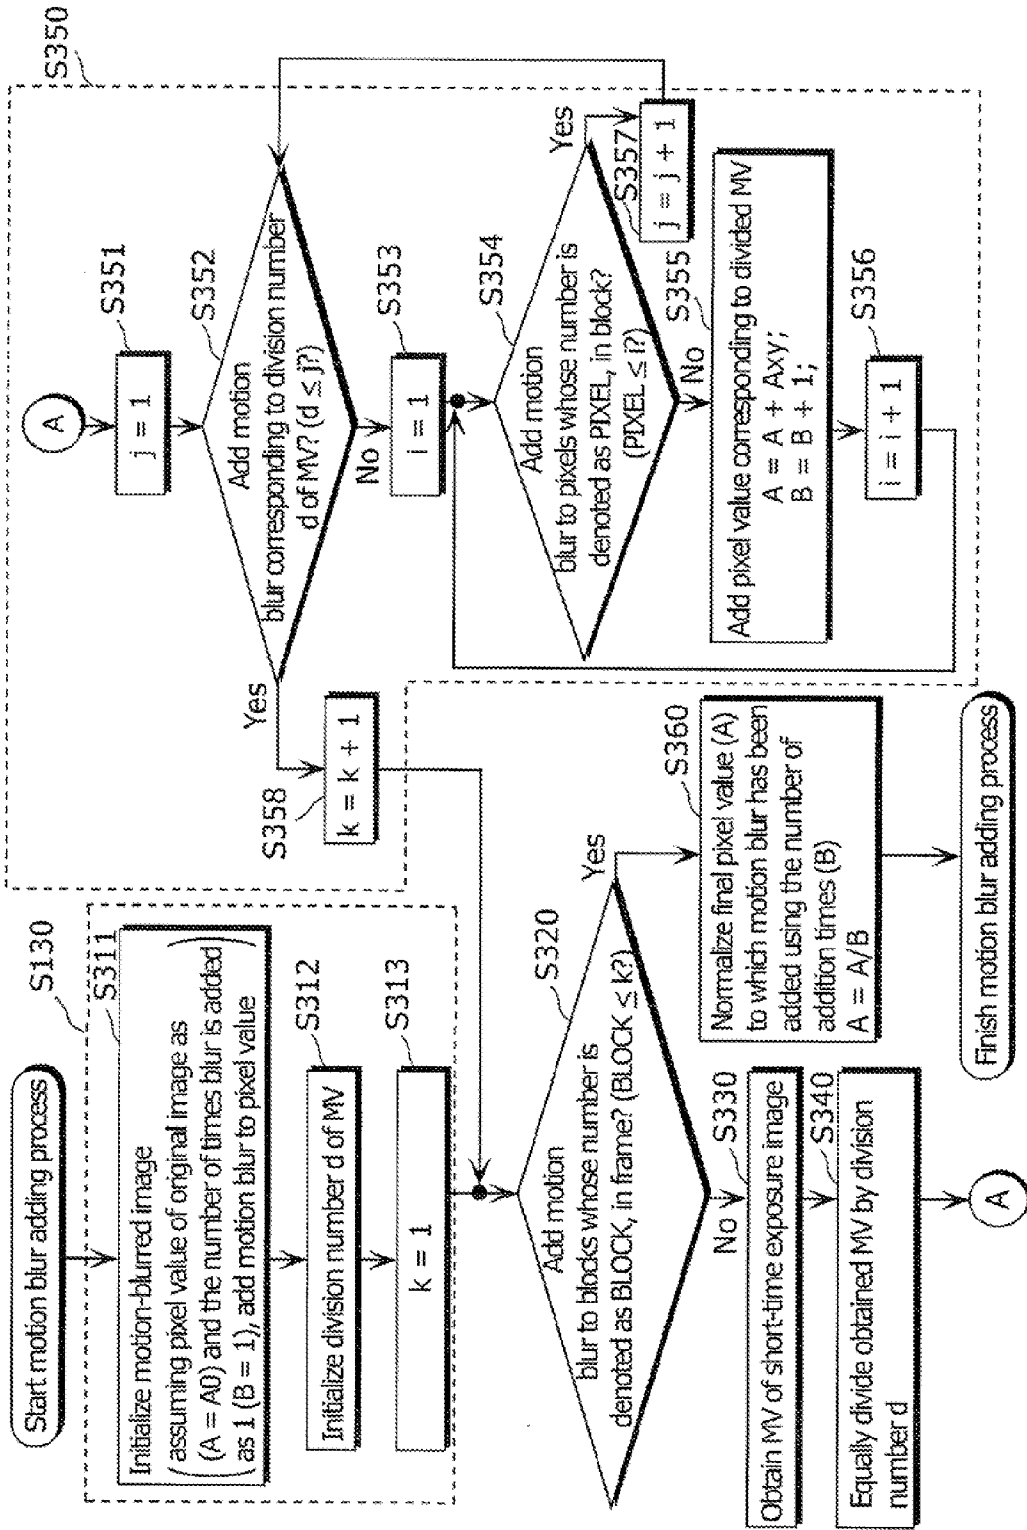 Start motion blur adding process
S130
S311
Initialize motion-blurred image
(assuming pixel value of original image as
(A = A0) and the number of times blur is added
as 1 (B = 1), add motion blur to pixel value)
S312
Initialize division number d of MV
S313
k = 1
S320
Add motion
blur to blocks whose number is
denoted as BLOCK, in frame? (BLOCK ≤ k?)
Yes
No
S330
Obtain MV of short-time exposure image
S340
Equally divide obtained MV by division
number d
A
S360
Normalize final pixel value (A)
to which motion blur has been
added using the number of
addition times (B)
A = A/B
Finish motion blur adding process
S350
A
S351
j = 1
S352
Add motion
blur corresponding to division number
d of MV? (d ≤ j?)
Yes
S358
k = k + 1
No
S353
i = 1
S354
Add motion
blur to pixels whose number is
denoted as PIXEL, in block?
(PIXEL ≤ i?)
Yes
S357
j = j + 1
No
S355
Add pixel value corresponding to divided MV
A = A + Axy;
B = B + 1;
S356
i = i + 1